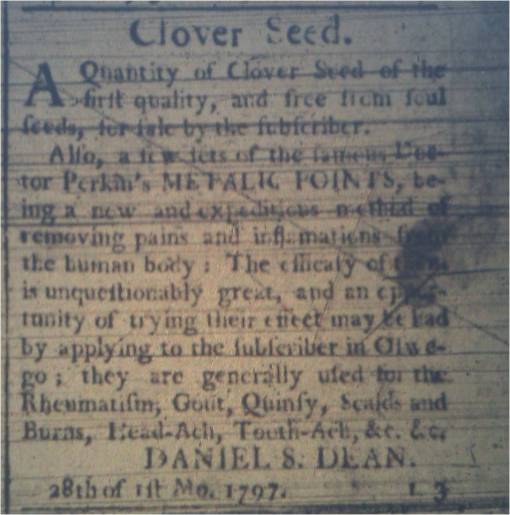 Clover Seed.
A Quantity of Clover Seed of the
first quality, and free from foul
seeds, for sale by the subscriber.
Also, a few sets of the famous Doc-
tor Perkin's METALIC POINTS, be-
ing a new and expeditious method of
removing pains and inflamations from
the human body : The efficacy of
is unquestionably great, and an oppor-
tunity of trying their effect may be had
by applying to the subscriber in Oswe-
go ; they are generally used for the
Rheumatism, Gout, Quinsy, Scalds and
Burns, Head-Ach, Tooth-Ach, &c. &c.
DANIEL S. DEAN.
28th of 1st Mo. 1797. 1 3